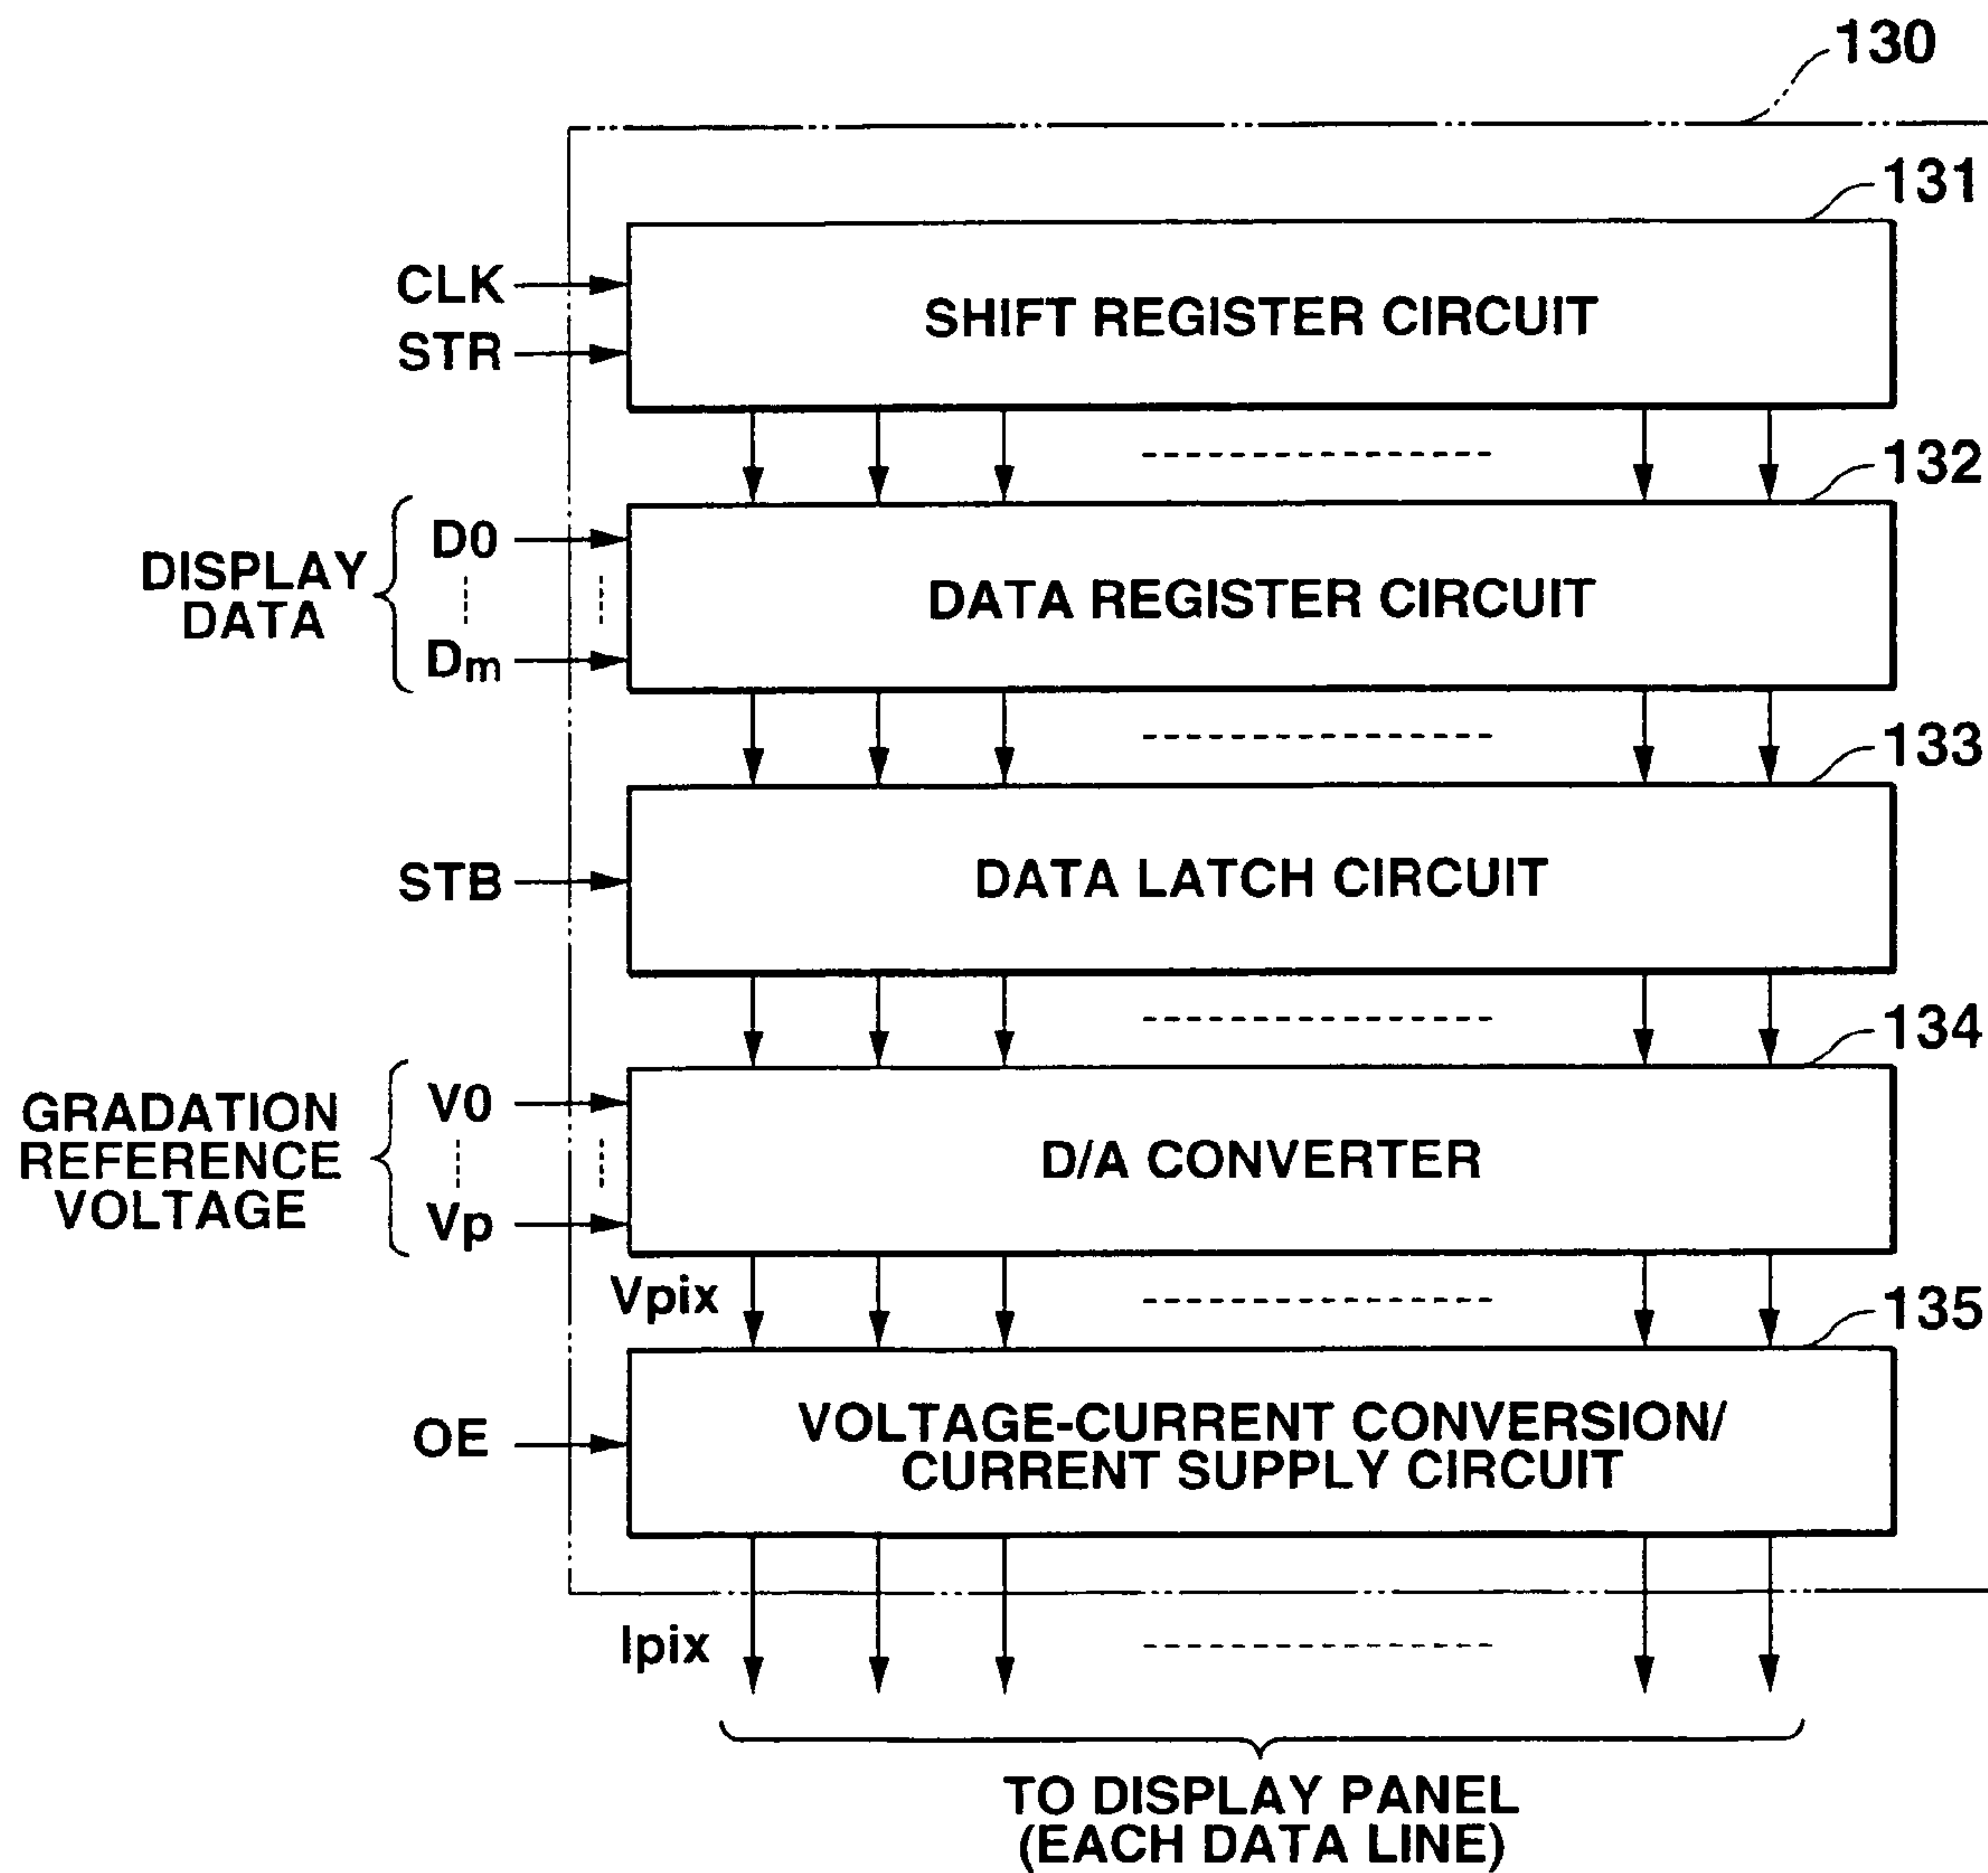 130
131
CLK
STR
SHIFT REGISTER CIRCUIT
132
DISPLAY
DATA
D0
Dm
DATA REGISTER CIRCUIT
133
STB
DATA LATCH CIRCUIT
134
GRADATION
REFERENCE
VOLTAGE
V0
Vp
D/A CONVERTER
Vpix
135
OE
VOLTAGE-CURRENT CONVERSION/
CURRENT SUPPLY CIRCUIT
Ipix
TO DISPLAY PANEL
(EACH DATA LINE)